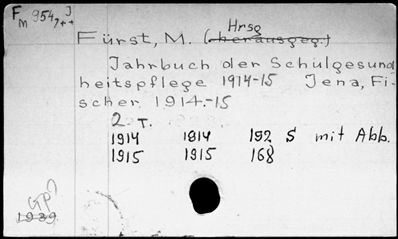 F 954, J
m 7++
Hrsg
Fürst, M. (herausgeg.)
Jahrbuch der Schulgesund
heitspflege 1914-15 Jena, Fi-
scher. 1914.-15
2. T.
1914 1914 192 S mit Abb.
1915 1915 168
GP
1939